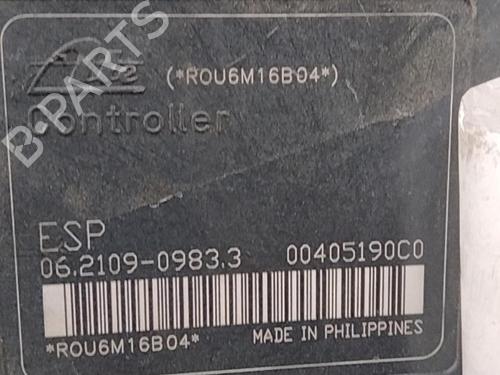 (*ROU6M16B04*)
Controller
B-PARTS
ESP
06.2109-0983.3 00405190C0
*ROU6M16B04*
MADE IN PHILIPPINES